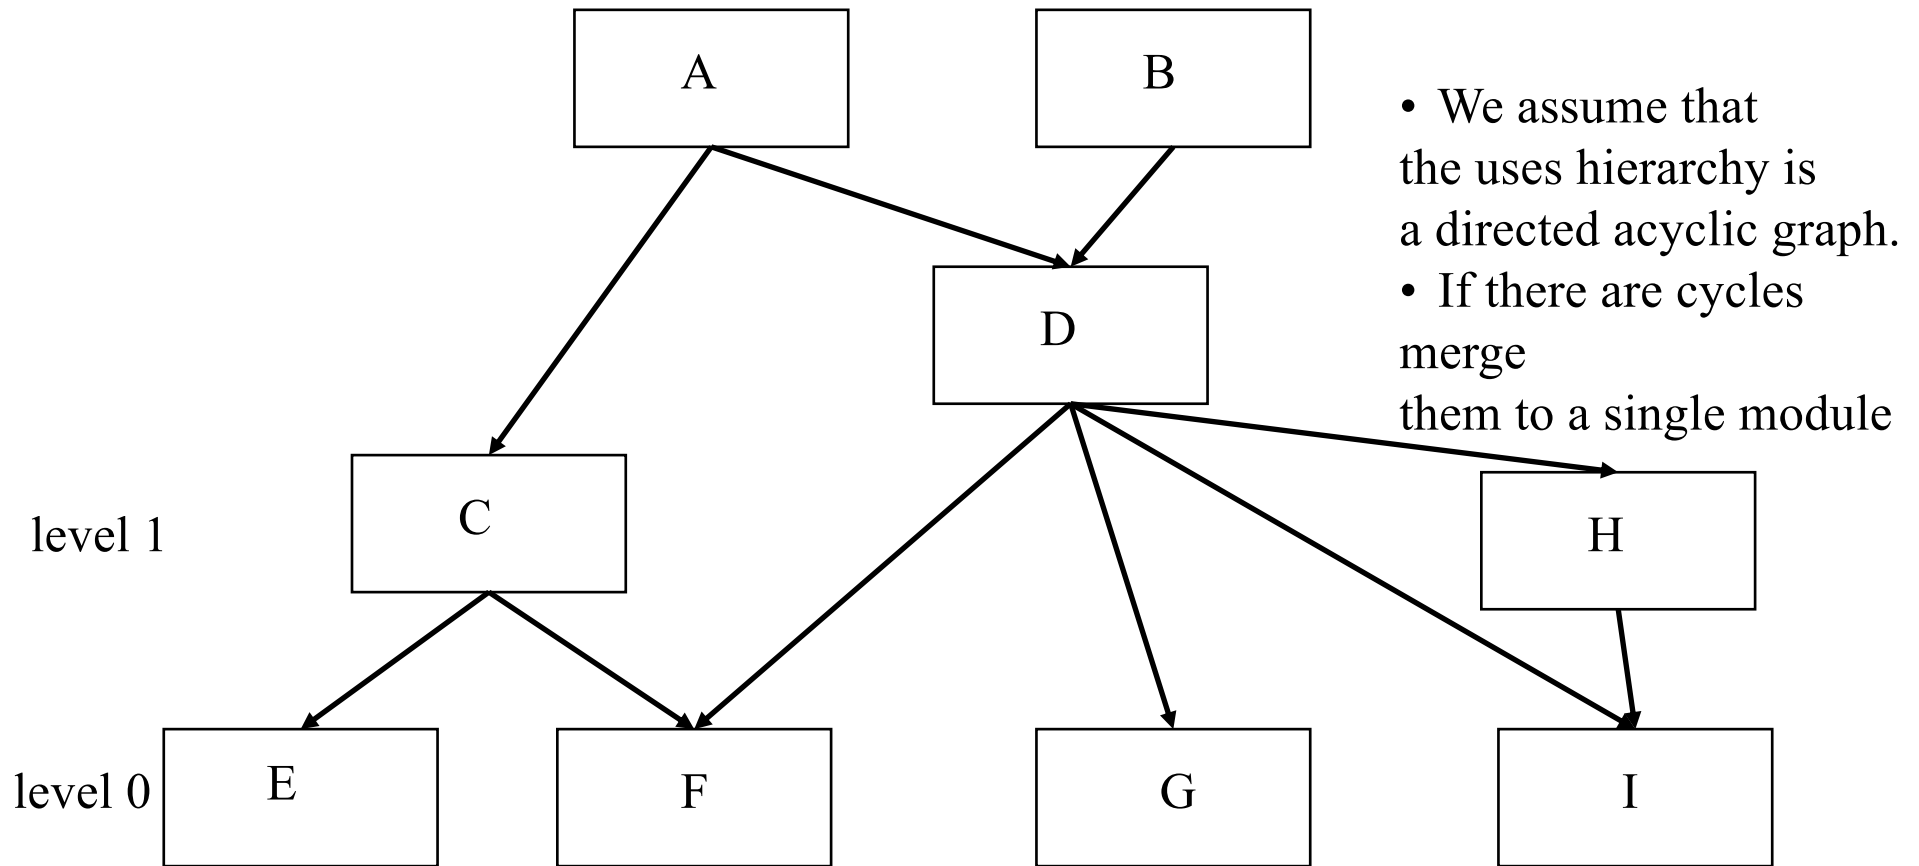 A
B
• We assume that
the uses hierarchy is
a directed acyclic graph.
• If there are cycles
merge
them to a single module
D
level 1
C
H
level 0
E
F
G
I